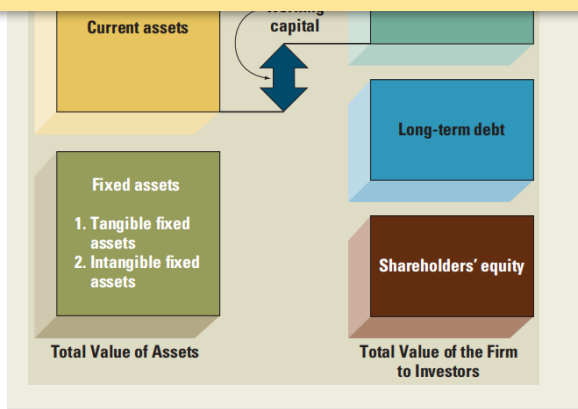 Current assets
capital
Long-term debt
Fixed assets
1. Tangible fixed
assets
2. Intangible fixed
assets
Shareholders’ equity
Total Value of Assets
Total Value of the Firm
to Investors